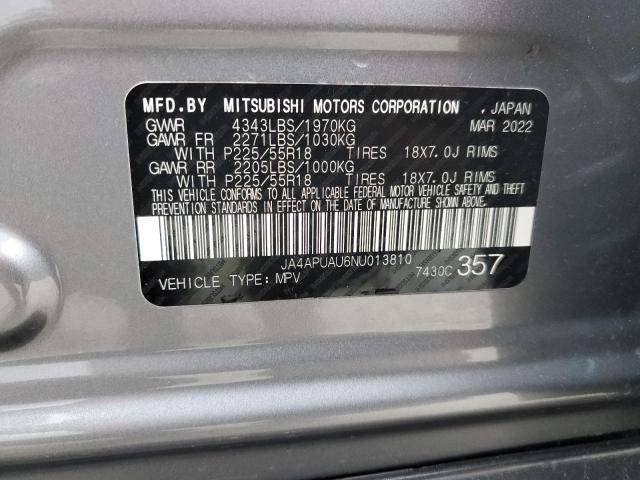 MFD.BY MITSUBISHI MOTORS CORPORATION . JAPAN
GVWR 4343LBS/1970KG MAR 2022
GAWR FR 2271LBS/1030KG
WITH P225/55R18 TIRES 18X7.0J RIMS
GAWR RR 2205LBS/1000KG
WITH P225/55R18 TIRES 18X7.0J RIMS
THIS VEHICLE CONFORMS TO ALL APPLICABLE FEDERAL MOTOR VEHICLE SAFETY AND THEFT
PREVENTION STANDARDS IN EFFECT ON THE DATE OF MANUFACTURE SHOWN ABOVE.
JA4APUAU6NU013810
VEHICLE TYPE: MPV 7430C 357